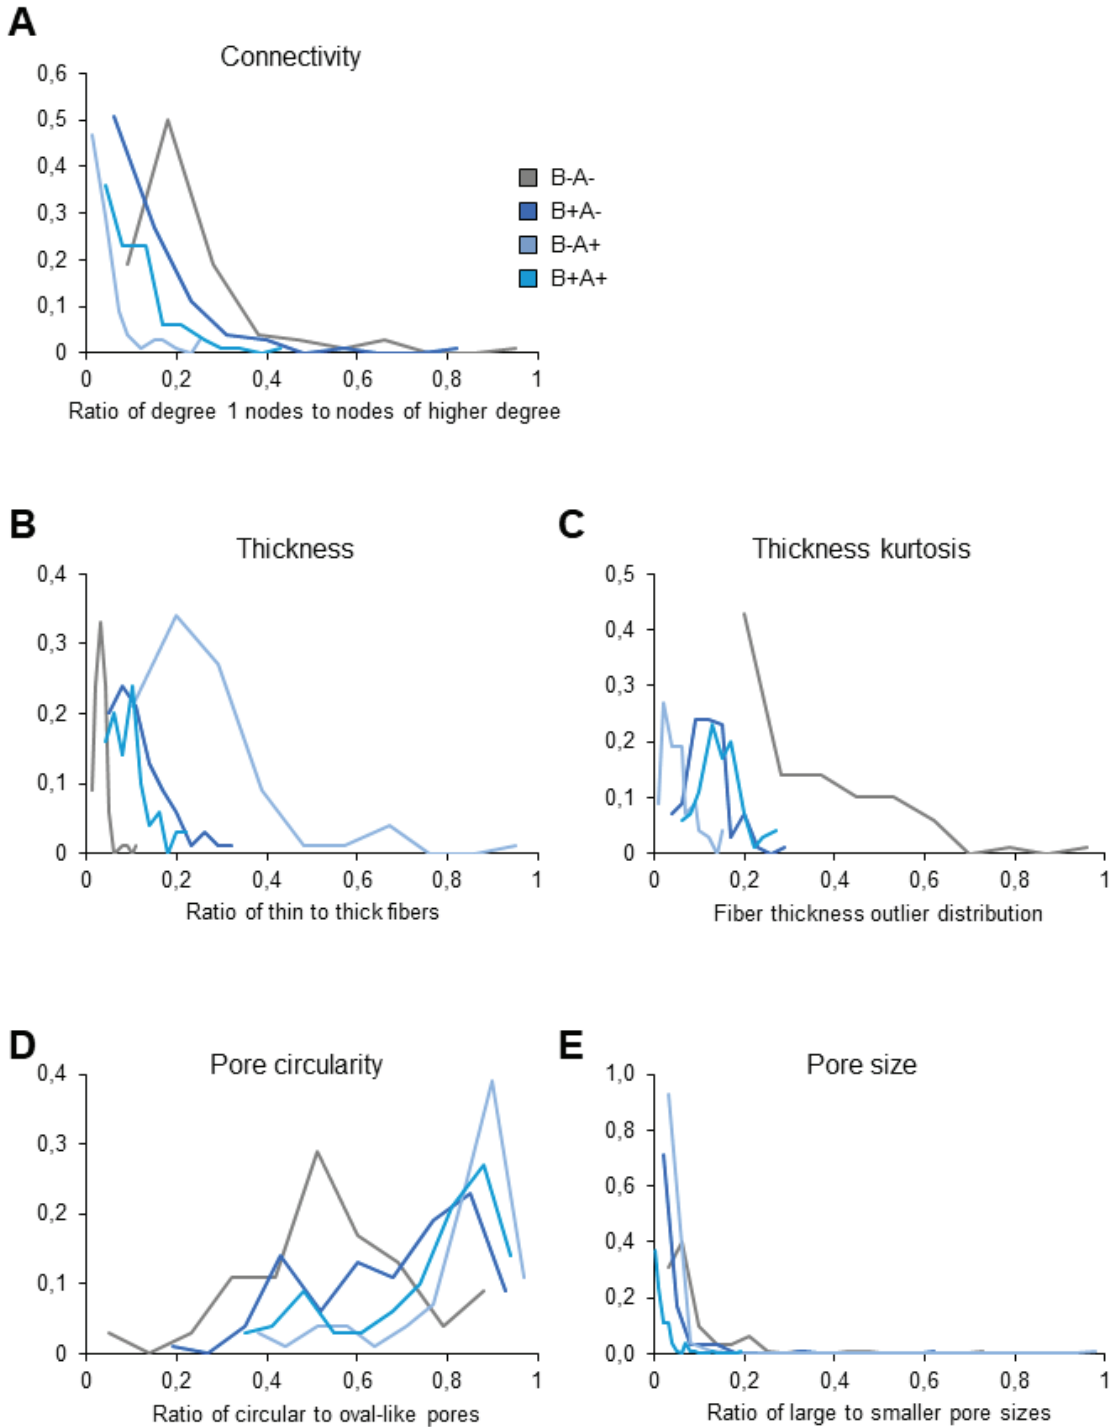 A
Connectivity
0,6
0,5
0,4
0,3
0,2
0,1
0
0 0,2 0,4 0,6 0,8 1
Ratio of degree 1 nodes to nodes of higher degree
B-A-
B+A-
B-A+
B+A+
B
Thickness
0,4
0,3
0,2
0,1
0
0 0,2 0,4 0,6 0,8 1
Ratio of thin to thick fibers
C
Thickness kurtosis
0,5
0,4
0,3
0,2
0,1
0
0 0,2 0,4 0,6 0,8 1
Fiber thickness outlier distribution
D
Pore circularity
0,4
0,3
0,2
0,1
0
0 0,2 0,4 0,6 0,8 1
Ratio of circular to oval-like pores
E
Pore size
1,0
0,8
0,6
0,4
0,2
0,0
0 0,2 0,4 0,6 0,8 1
Ratio of large to smaller pore sizes